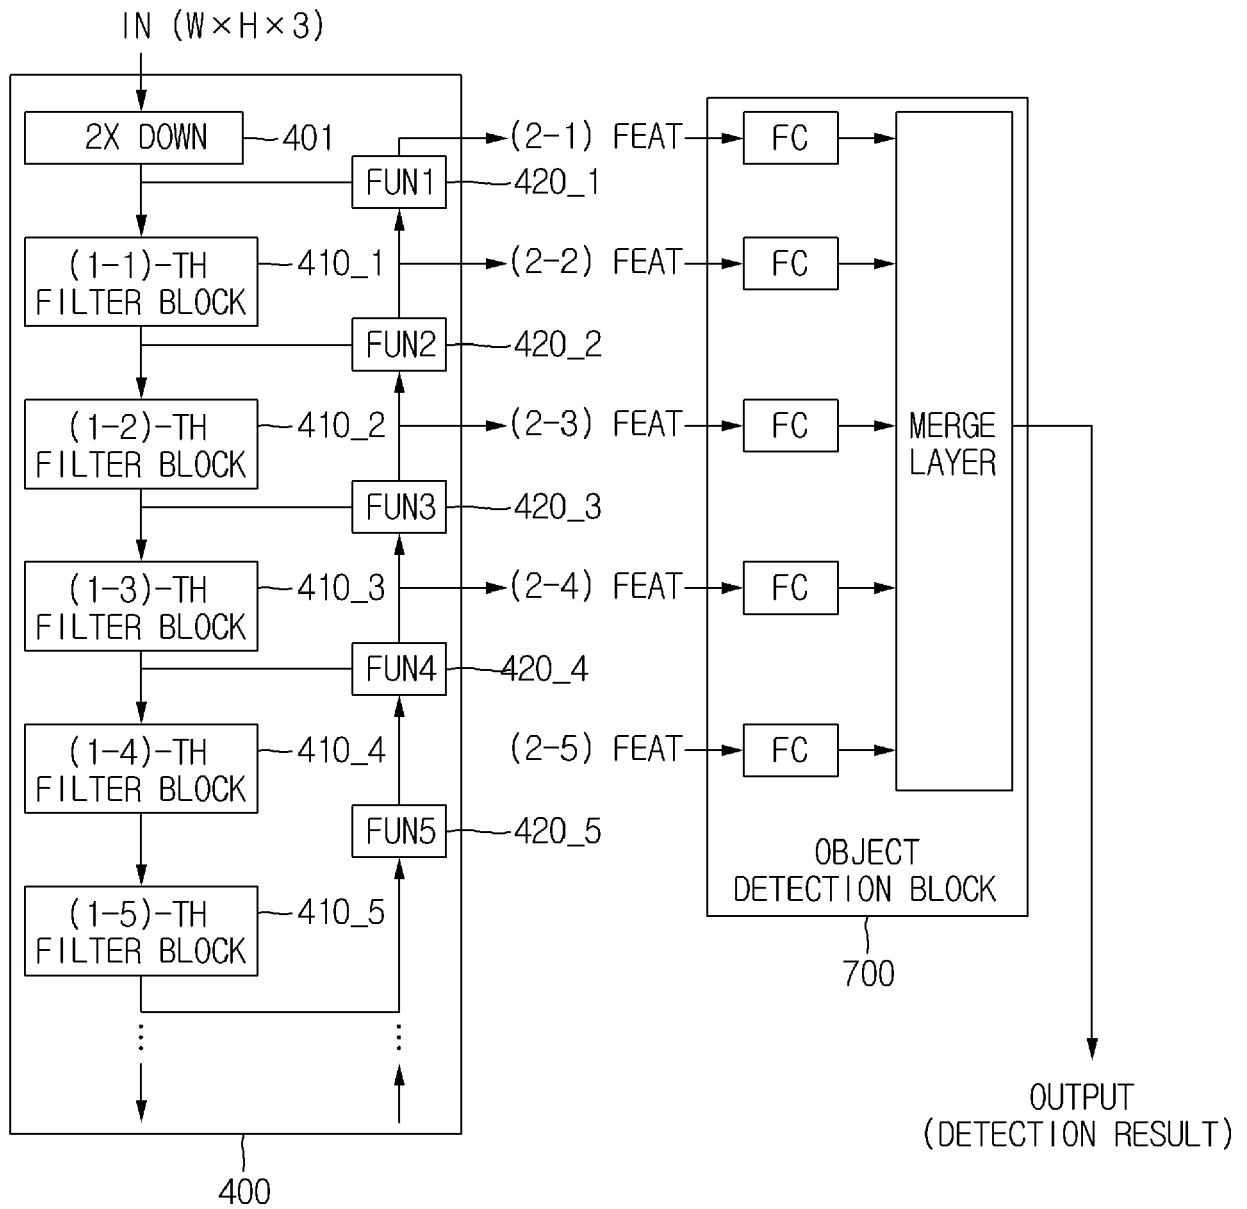 IN (W×H×3)
2X DOWN
401
(1-1)-TH
FILTER BLOCK
410_1
(1-2)-TH
FILTER BLOCK
410_2
(1-3)-TH
FILTER BLOCK
410_3
(1-4)-TH
FILTER BLOCK
410_4
(1-5)-TH
FILTER BLOCK
410_5
FUN1
420_1
FUN2
420_2
FUN3
420_3
FUN4
420_4
FUN5
420_5
400
(2-1) FEAT
(2-2) FEAT
(2-3) FEAT
(2-4) FEAT
(2-5) FEAT
FC
FC
FC
FC
FC
MERGE
LAYER
OBJECT
DETECTION BLOCK
700
OUTPUT
(DETECTION RESULT)